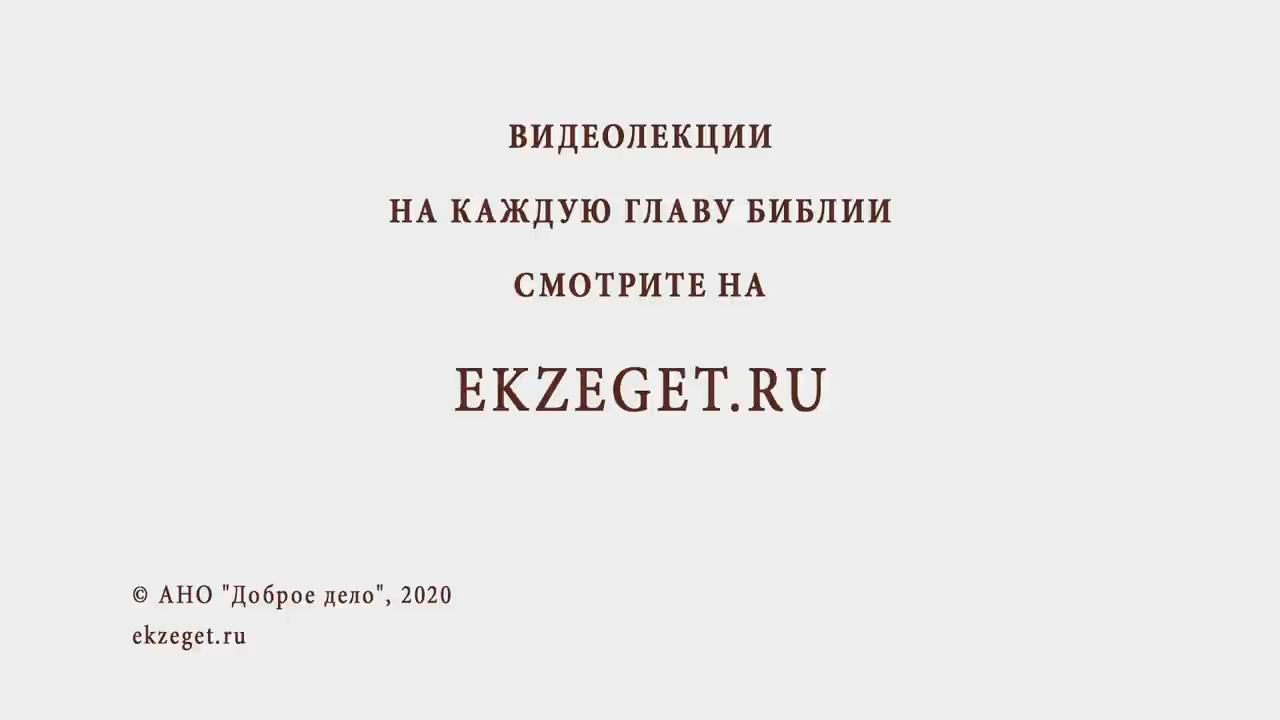 ВИДЕОЛЕКЦИИ
НА КАЖДУЮ ГЛАВУ БИБЛИИ
СМОТРИТЕ НА
EKZEGET.RU
© АНО "Доброе дело", 2020
ekzeget.ru